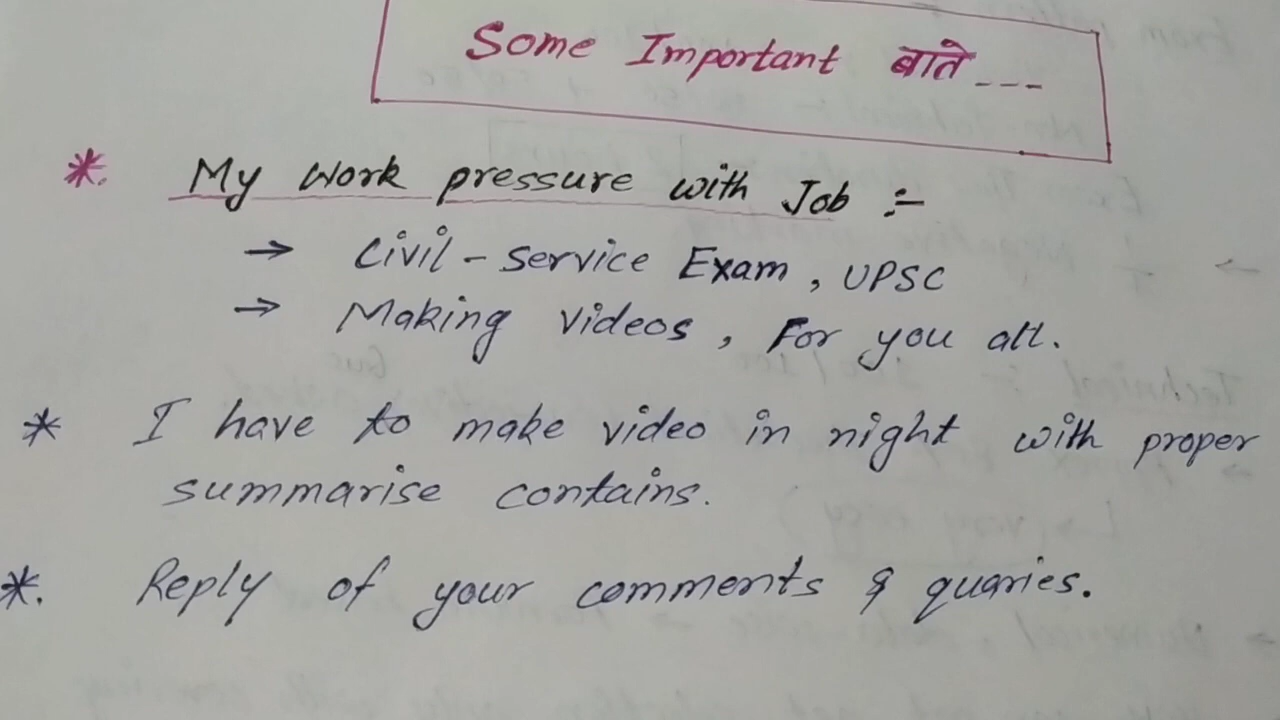 Some Important बाते ---
*. My work pressure with Job :-
→ Civil - Service Exam , UPSC
→ Making videos , For you all.
* I have to make video in night with proper
summarise contains.
*. Reply of your comments & quaries.